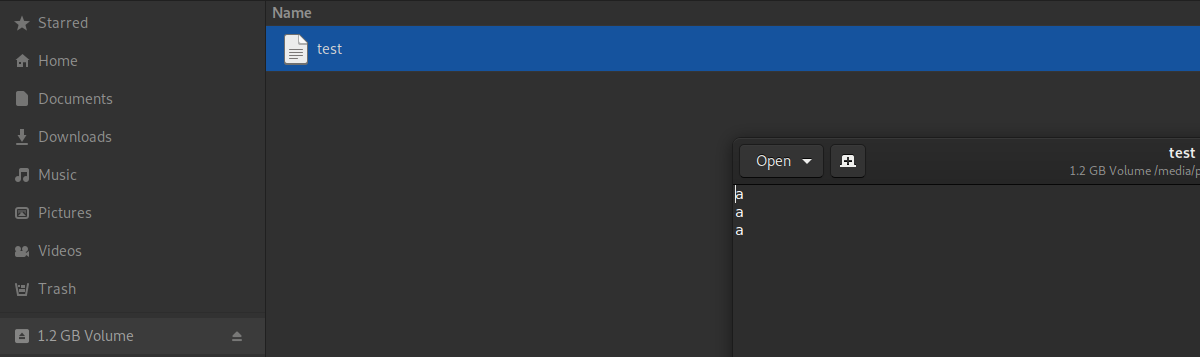 Starred
Home
Documents
Downloads
Music
Pictures
Videos
Trash
1.2 GB Volume
Name
test
Open
test
1.2 GB Volume /media/p
a
a
a